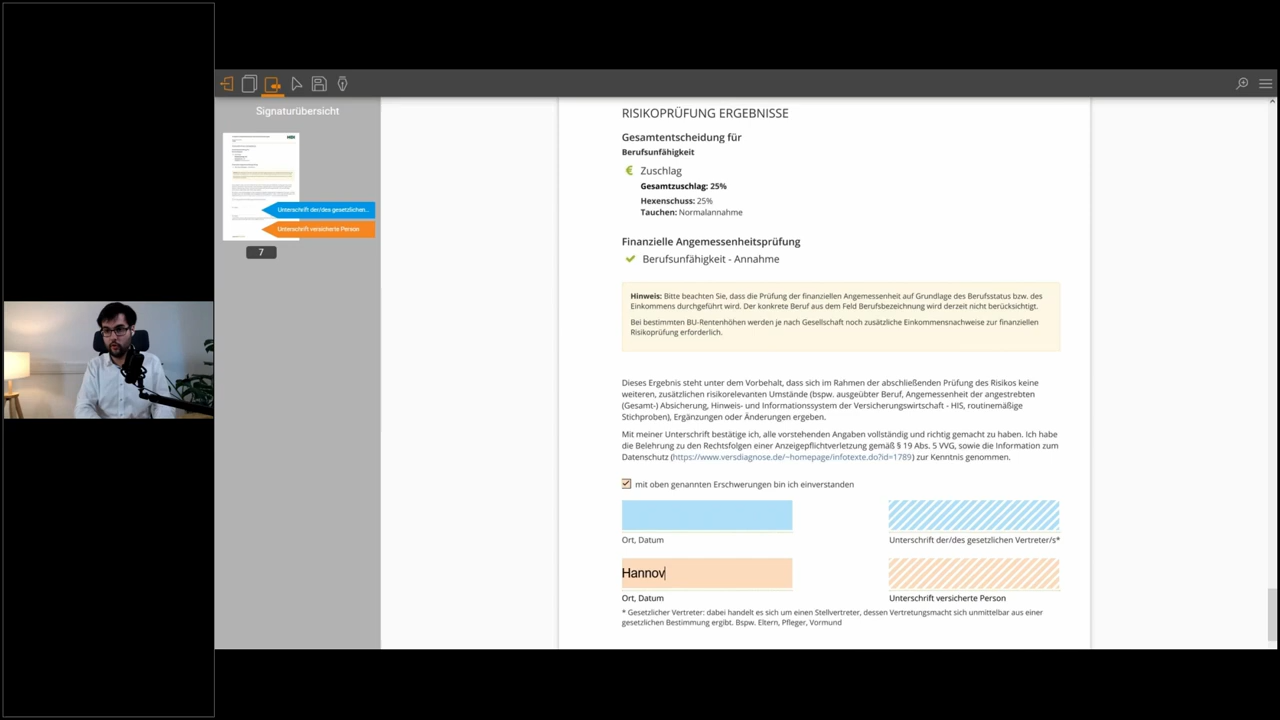 Signaturübersicht
HDI
Unterschrift der/des gesetzlichen...
Unterschrift versicherte Person
7
RISIKOPRÜFUNG ERGEBNISSE
Gesamtentscheidung für
Berufsunfähigkeit
€ Zuschlag
Gesamtzuschlag: 25%
Hexenschuss: 25%
Tauchen: Normalannahme
Finanzielle Angemessenheitsprüfung
Berufsunfähigkeit - Annahme
Hinweis: Bitte beachten Sie, dass die Prüfung der finanziellen Angemessenheit auf Grundlage des Berufsstatus bzw. des
Einkommens durchgeführt wird. Der konkrete Beruf aus dem Feld Berufsbezeichnung wird derzeit nicht berücksichtigt.
Bei bestimmten BU-Rentenhöhen werden je nach Gesellschaft noch zusätzliche Einkommensnachweise zur finanziellen
Risikoprüfung erforderlich.
Dieses Ergebnis steht unter dem Vorbehalt, dass sich im Rahmen der abschließenden Prüfung des Risikos keine
weiteren, zusätzlichen risikorelevanten Umstände (bspw. ausgeübter Beruf, Angemessenheit der angestrebten
(Gesamt-) Absicherung, Hinweis- und Informationssystem der Versicherungswirtschaft - HIS, routinemäßige
Stichproben), Ergänzungen oder Änderungen ergeben.
Mit meiner Unterschrift bestätige ich, alle vorstehenden Angaben vollständig und richtig gemacht zu haben. Ich habe
die Belehrung zu den Rechtsfolgen einer Anzeigepflichtverletzung gemäß § 19 Abs. 5 VVG, sowie die Information zum
Datenschutz (https://www.versdiagnose.de/~homepage/infotexte.do?id=1789) zur Kenntnis genommen.
mit oben genannten Erschwerungen bin ich einverstanden
Ort, Datum
Unterschrift der/des gesetzlichen Vertreter/s*
Hannov
Ort, Datum
Unterschrift versicherte Person
* Gesetzlicher Vertreter: dabei handelt es sich um einen Stellvertreter, dessen Vertretungsmacht sich unmittelbar aus einer
gesetzlichen Bestimmung ergibt. Bspw. Eltern, Pfleger, Vormund